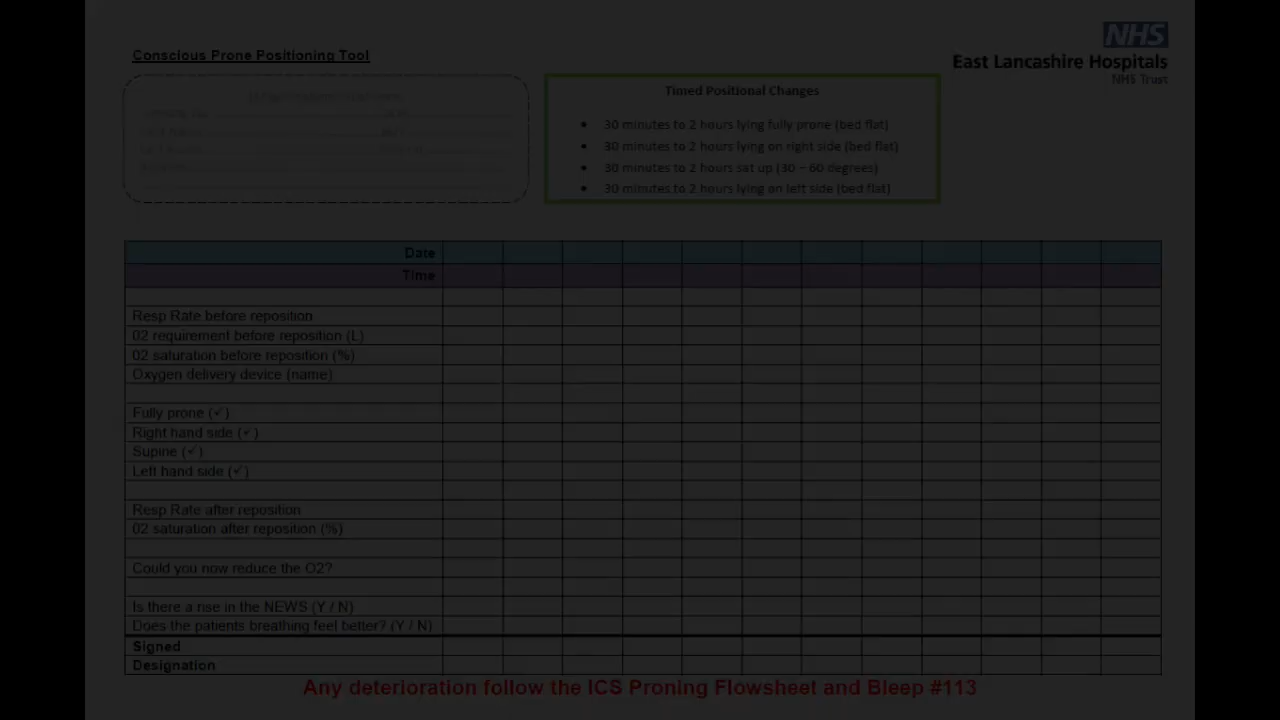 NHS
Conscious Prone Positioning Tool
East Lancashire Hospitals
NHS Trust
Timed Positional Changes
• 30 minutes to 2 hours lying fully prone (bed flat)
• 30 minutes to 2 hours lying on right side (bed flat)
• 30 minutes to 2 hours sat up (30 – 60 degrees)
• 30 minutes to 2 hours lying on left side (bed flat)
Date
Time
Resp Rate before reposition
02 requirement before reposition (L)
02 saturation before reposition (%)
Oxygen delivery device (name)
Fully prone (✓)
Right hand side (✓)
Supine (✓)
Left hand side (✓)
Resp Rate after reposition
02 saturation after reposition (%)
Could you now reduce the O2?
Is there a rise in the NEWS (Y / N)
Does the patients breathing feel better? (Y / N)
Signed
Designation
Any deterioration follow the ICS Proning Flowsheet and Bleep #113